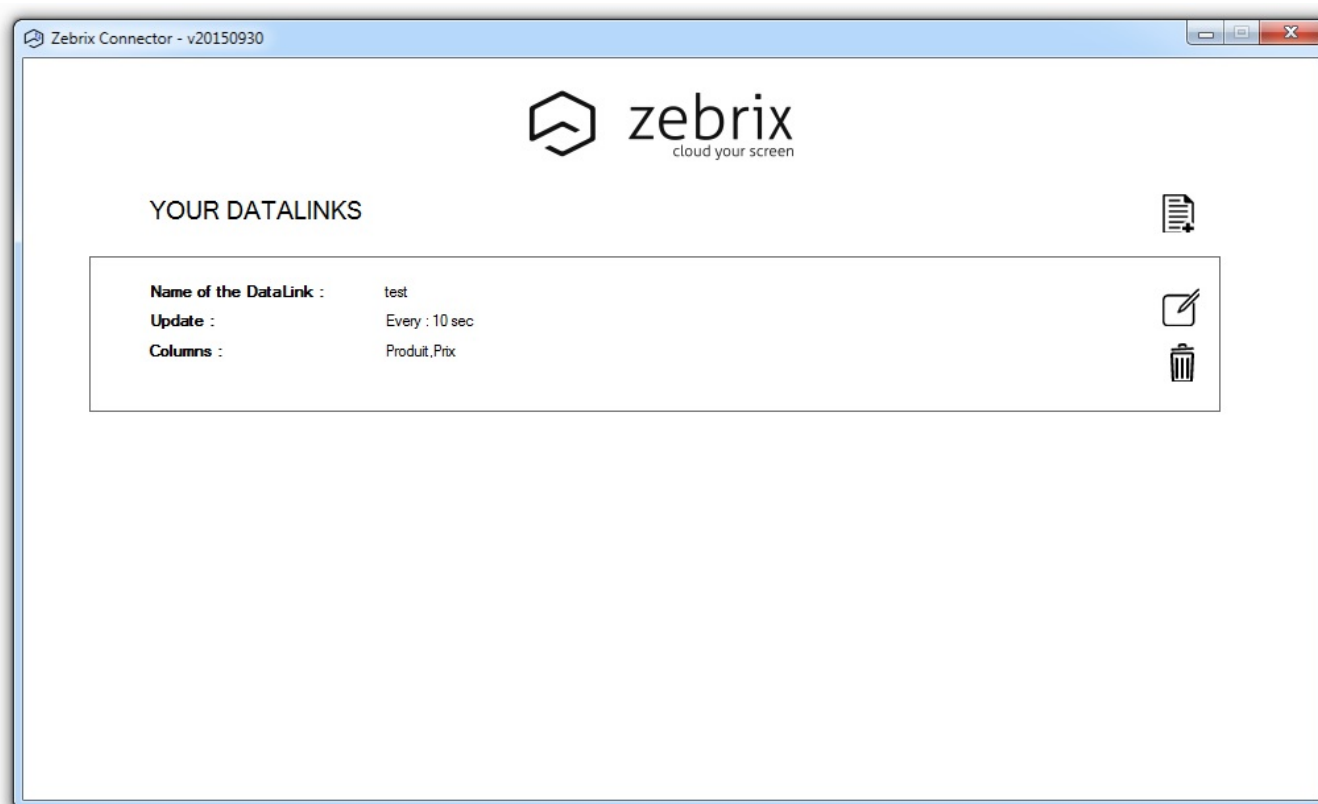 Zebrix Connector - v20150930
zebrix
cloud your screen
YOUR DATALINKS
Name of the DataLink : test
Update : Every : 10 sec
Columns : Produit,Prix